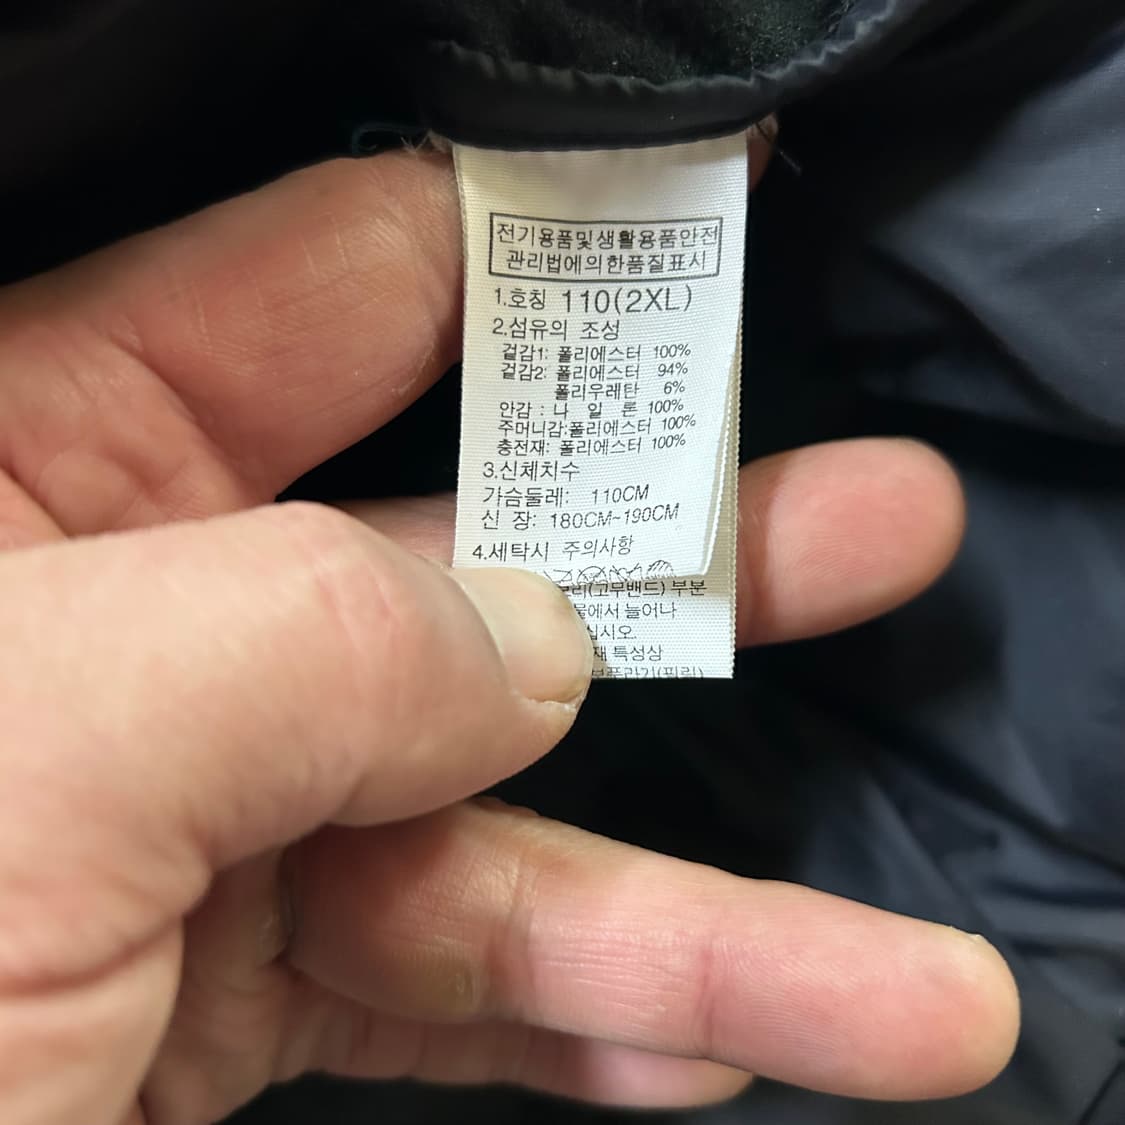 전기용품및생활용품안전
관리법에의한품질표시
1.호칭 110(2XL)
2.섬유의 조성
겉감1: 폴리에스터 100%
겉감2: 폴리에스터 94%
폴리우레탄 6%
안감 : 나 일 론 100%
주머니감:폴리에스터 100%
충전재: 폴리에스터 100%
3.신체치수
가슴둘레: 110CM
신 장: 180CM~190CM
4.세탁시 주의사항
(고무밴드) 부분
늘어나
십시오.
특성상
보푸라기(필링)